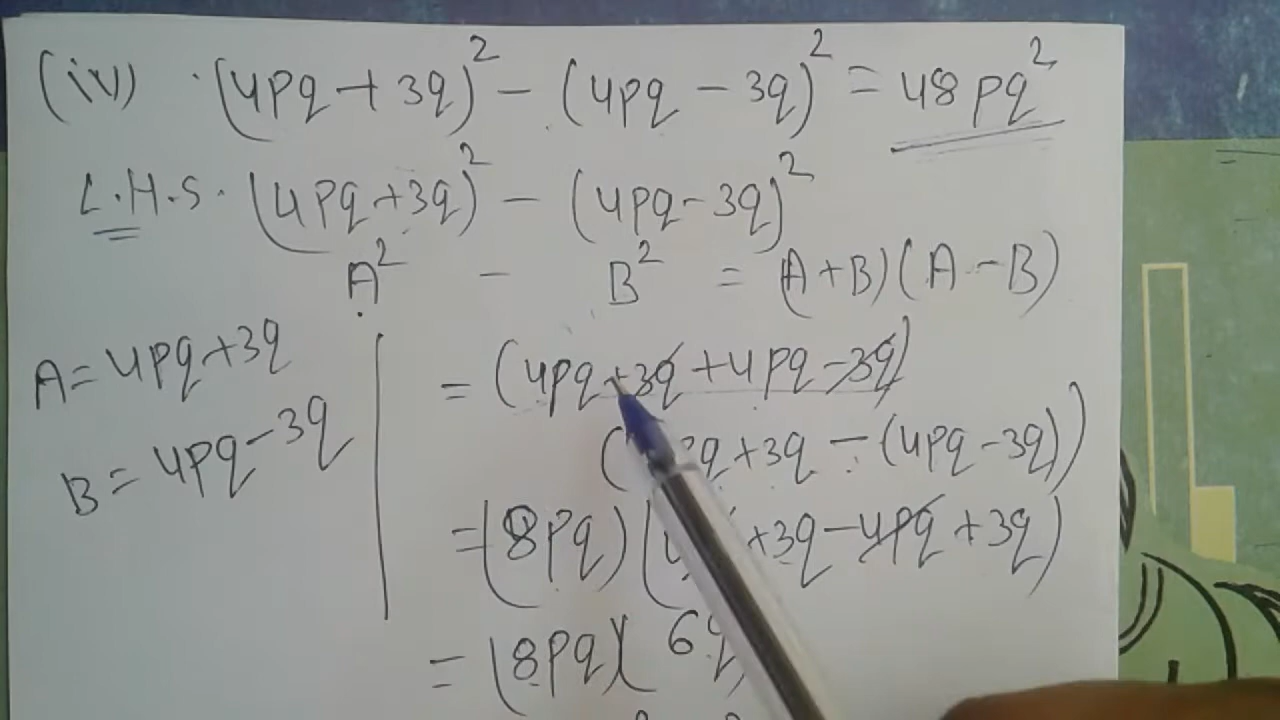 (iv) (4pq + 3q)² − (4pq − 3q)² = 48pq²
L.H.S. (4pq+3q)² − (4pq−3q)²
A² − B² = (A+B)(A−B)
A = 4pq+3q
B = 4pq−3q
= (4pq+3q+4pq−3q)
+3q − (4pq−3q))
= (8pq) +3q−4pq+3q)
= (8pq)( 6q